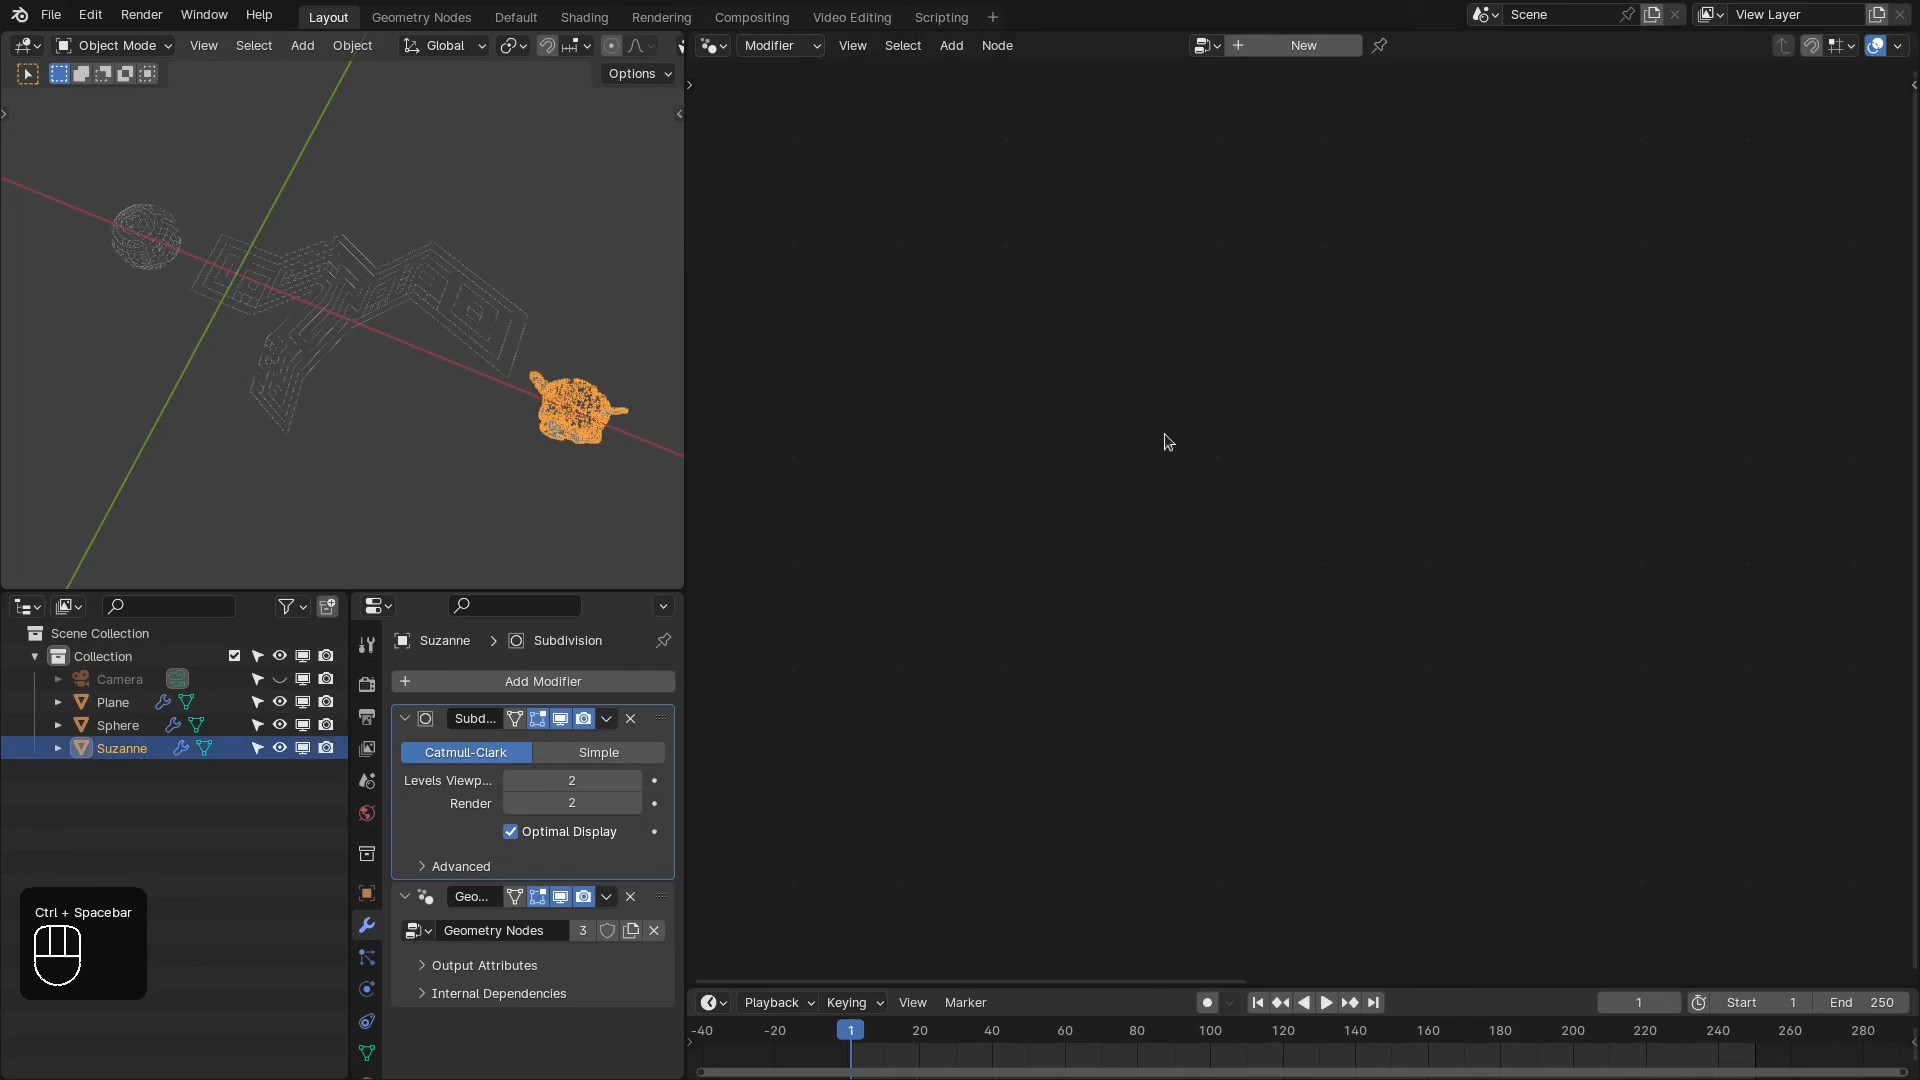 File Edit Render Window Help Layout Geometry Nodes Default Shading Rendering Compositing Video Editing Scripting Scene View Layer
Object Mode View Select Add Object Global
Modifier View Select Add Node New
Options
Scene Collection
Collection
Camera
Plane
Sphere
Suzanne
Suzanne Subdivision
Add Modifier
Subd...
Catmull-Clark Simple
Levels Viewp... 2
Render 2
Optimal Display
Advanced
Geo...
Geometry Nodes 3
Output Attributes
Internal Dependencies
Ctrl + Spacebar
Playback Keying View Marker 1 Start 1 End 250
-40 -20 1 20 40 60 80 100 120 140 160 180 200 220 240 260 280